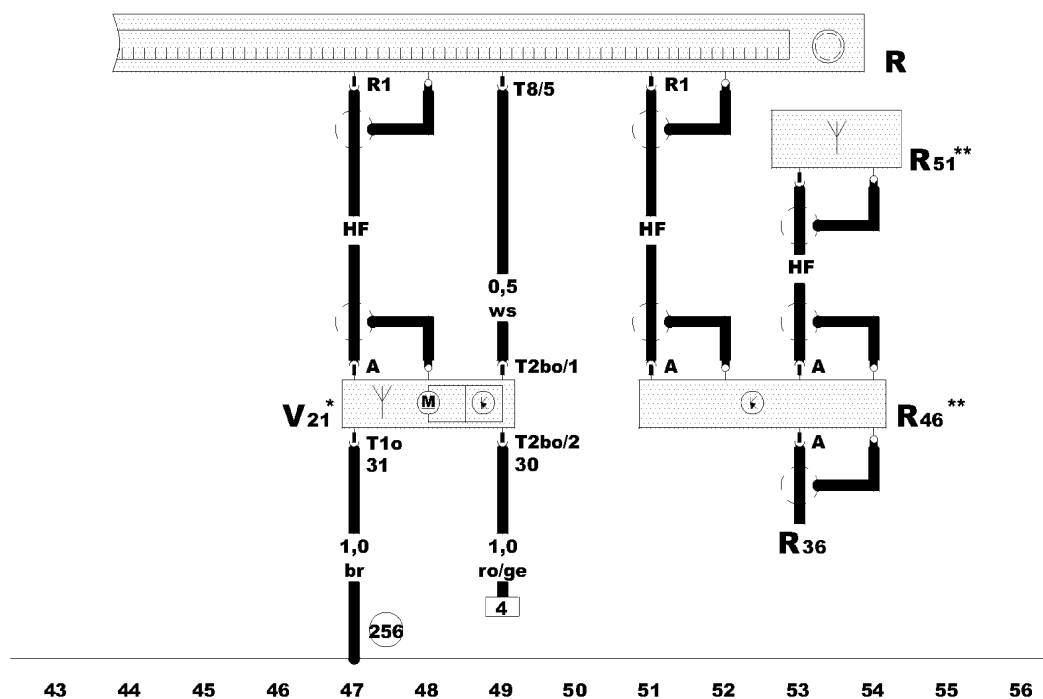 R
R1
T8/5
R1
R51**
HF
HF
HF
0,5
ws
A
T2bo/1
A
A
M
V21*
R46**
T1o
T2bo/2
A
31
30
1,0
1,0
R36
br
ro/ge
4
256
43 44 45 46 47 48 49 50 51 52 53 54 55 56